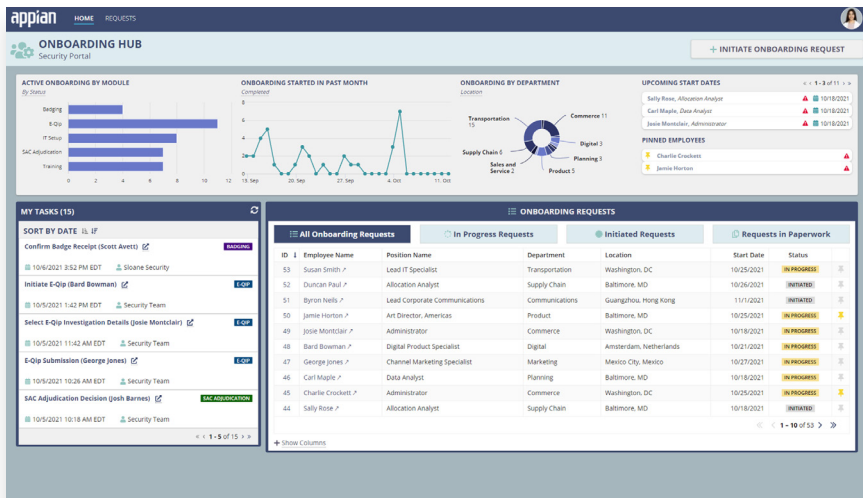 appian HOME REQUESTS
ONBOARDING HUB
Security Portal
+ INITIATE ONBOARDING REQUEST
ACTIVE ONBOARDING BY MODULE
By Status
Badging
E-Qip
IT Setup
SAC Adjudication
Training
0 2 4 6 8 10 12
ONBOARDING STARTED IN PAST MONTH
Completed
8
6
4
2
0
13. Sep 20. Sep 27. Sep 4. Oct 11. Oct
ONBOARDING BY DEPARTMENT
Location
Transportation 15
Commerce 11
Digital 3
Planning 3
Product 5
Sales and Service 2
Supply Chain 6
UPCOMING START DATES
1 - 3 of 11
Sally Rose, Allocation Analyst 10/18/2021
Carl Maple, Data Analyst 10/18/2021
Josie Montclair, Administrator 10/18/2021
PINNED EMPLOYEES
Charlie Crockett
Jamie Horton
MY TASKS (15)
SORT BY DATE
Confirm Badge Receipt (Scott Avett) BADGING
10/6/2021 3:52 PM EDT Sloane Security
Initiate E-Qip (Bard Bowman) E-QIP
10/5/2021 1:42 PM EDT Security Team
Select E-Qip Investigation Details (Josie Montclair) E-QIP
10/5/2021 11:42 AM EDT Security Team
E-Qip Submission (George Jones) E-QIP
10/5/2021 10:26 AM EDT Security Team
SAC Adjudication Decision (Josh Barnes) SAC ADJUDICATION
10/5/2021 10:18 AM EDT Security Team
1 - 5 of 15
ONBOARDING REQUESTS
All Onboarding Requests In Progress Requests Initiated Requests Requests in Paperwork
ID Employee Name Position Name Department Location Start Date Status
53 Susan Smith Lead IT Specialist Transportation Washington, DC 10/25/2021 IN PROGRESS
52 Duncan Paul Allocation Analyst Supply Chain Baltimore, MD 10/26/2021 INITIATED
51 Byron Nells Lead Corporate Communications Communications Guangzhou, Hong Kong 11/1/2021 INITIATED
50 Jamie Horton Art Director, Americas Product Baltimore, MD 10/25/2021 IN PROGRESS
49 Josie Montclair Administrator Commerce Washington, DC 10/18/2021 IN PROGRESS
48 Bard Bowman Digital Product Specialist Digital Amsterdam, Netherlands 10/21/2021 IN PROGRESS
47 George Jones Channel Marketing Specialist Marketing Mexico City, Mexico 10/27/2021 IN PROGRESS
46 Carl Maple Data Analyst Planning Baltimore, MD 10/18/2021 IN PROGRESS
45 Charlie Crockett Administrator Commerce Washington, DC 10/25/2021 IN PROGRESS
44 Sally Rose Allocation Analyst Supply Chain Baltimore, MD 10/18/2021 INITIATED
1 - 10 of 53
+ Show Columns